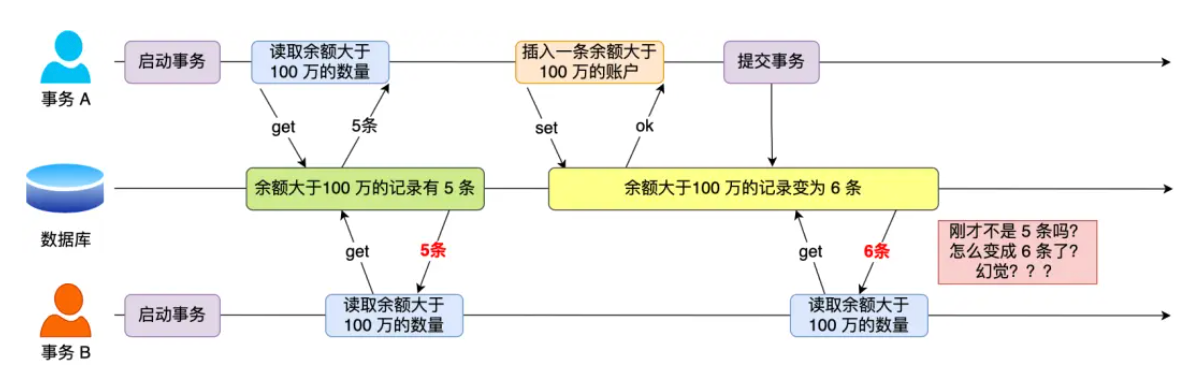 启动事务
读取余额大于
100 万的数量
插入一条余额大于
100 万的账户
提交事务
事务 A
get
5条
set
ok
余额大于100 万的记录有 5 条
余额大于100 万的记录变为 6 条
数据库
get
5条
get
6条
刚才不是 5 条吗?
怎么变成 6 条了?
幻觉? ? ?
启动事务
读取余额大于
100 万的数量
读取余额大于
100 万的数量
事务 B